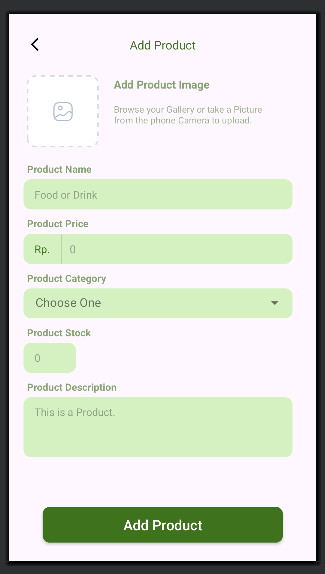 Add Product
Add Product Image
Browse your Gallery or take a Picture
from the phone Camera to upload.
Product Name
Food or Drink
Product Price
Rp. 0
Product Category
Choose One
Product Stock
0
Product Description
This is a Product.
Add Product